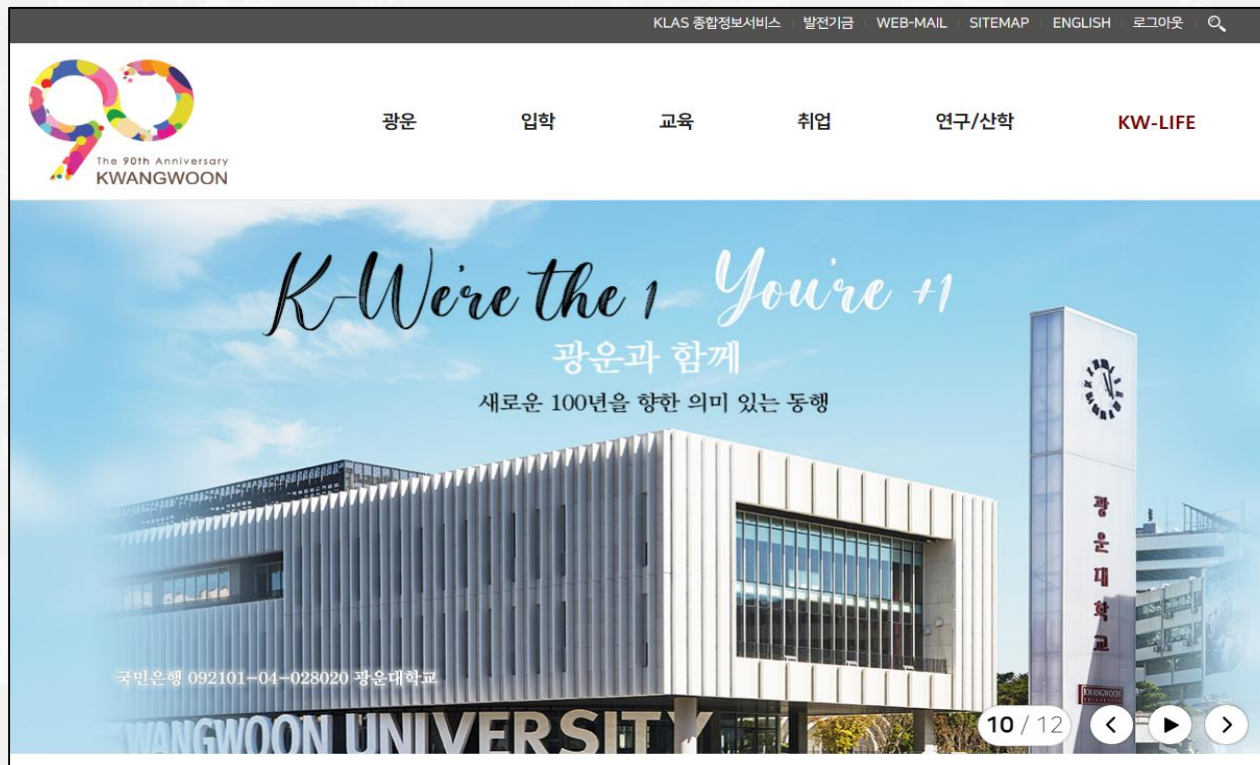 KLAS 종합정보서비스 발전기금 WEB-MAIL SITEMAP ENGLISH 로그아웃
90
The 90th Anniversary
KWANGWOON
광운 입학 교육 취업 연구/산학 KW-LIFE
K-We're the 1 You're +1
광운과 함께
새로운 100년을 향한 의미 있는 동행
광운대학교
KWANGWOON
UNIVERSITY
국민은행 092101-04-028020 광운대학교
KWANGWOON UNIVERSITY
10 / 12